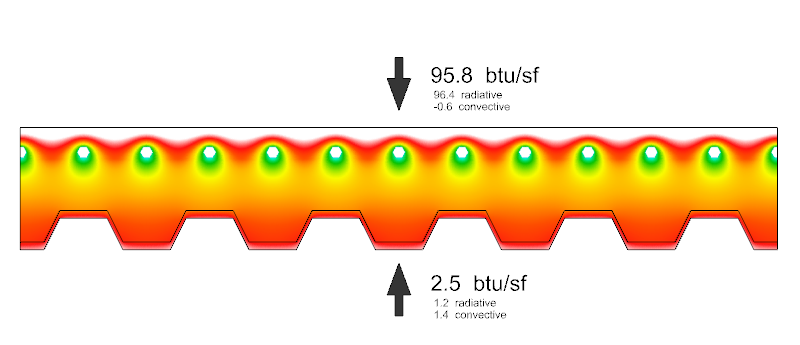 95.8 btu/sf
96.4 radiative
-0.6 convective
2.5 btu/sf
1.2 radiative
1.4 convective